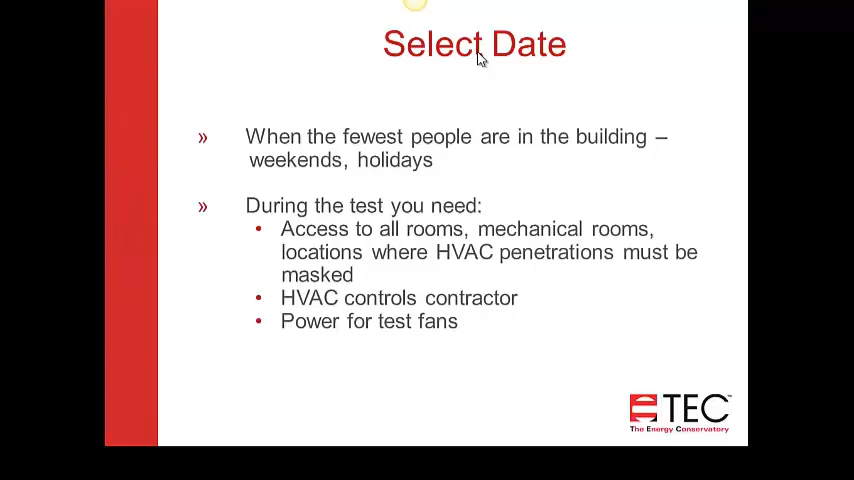 Select Date
» When the fewest people are in the building –
weekends, holidays
» During the test you need:
• Access to all rooms, mechanical rooms,
locations where HVAC penetrations must be
masked
• HVAC controls contractor
• Power for test fans
TEC™
The Energy Conservatory